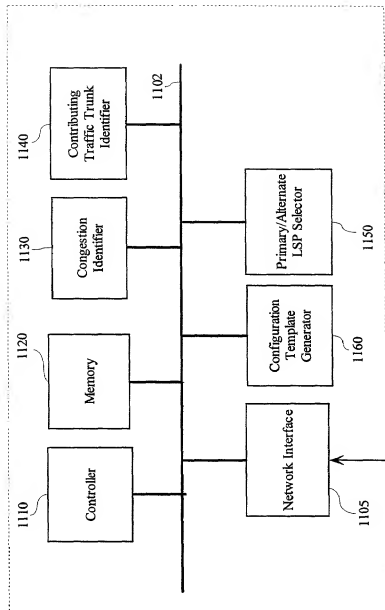 1110
Controller
1120
Memory
1130
Congestion
Identifier
1140
Contributing
Traffic Trunk
Identifier
1102
Network Interface
1105
Configuration
Template
Generator
1160
Primary/Alternate
LSP Selector
1150